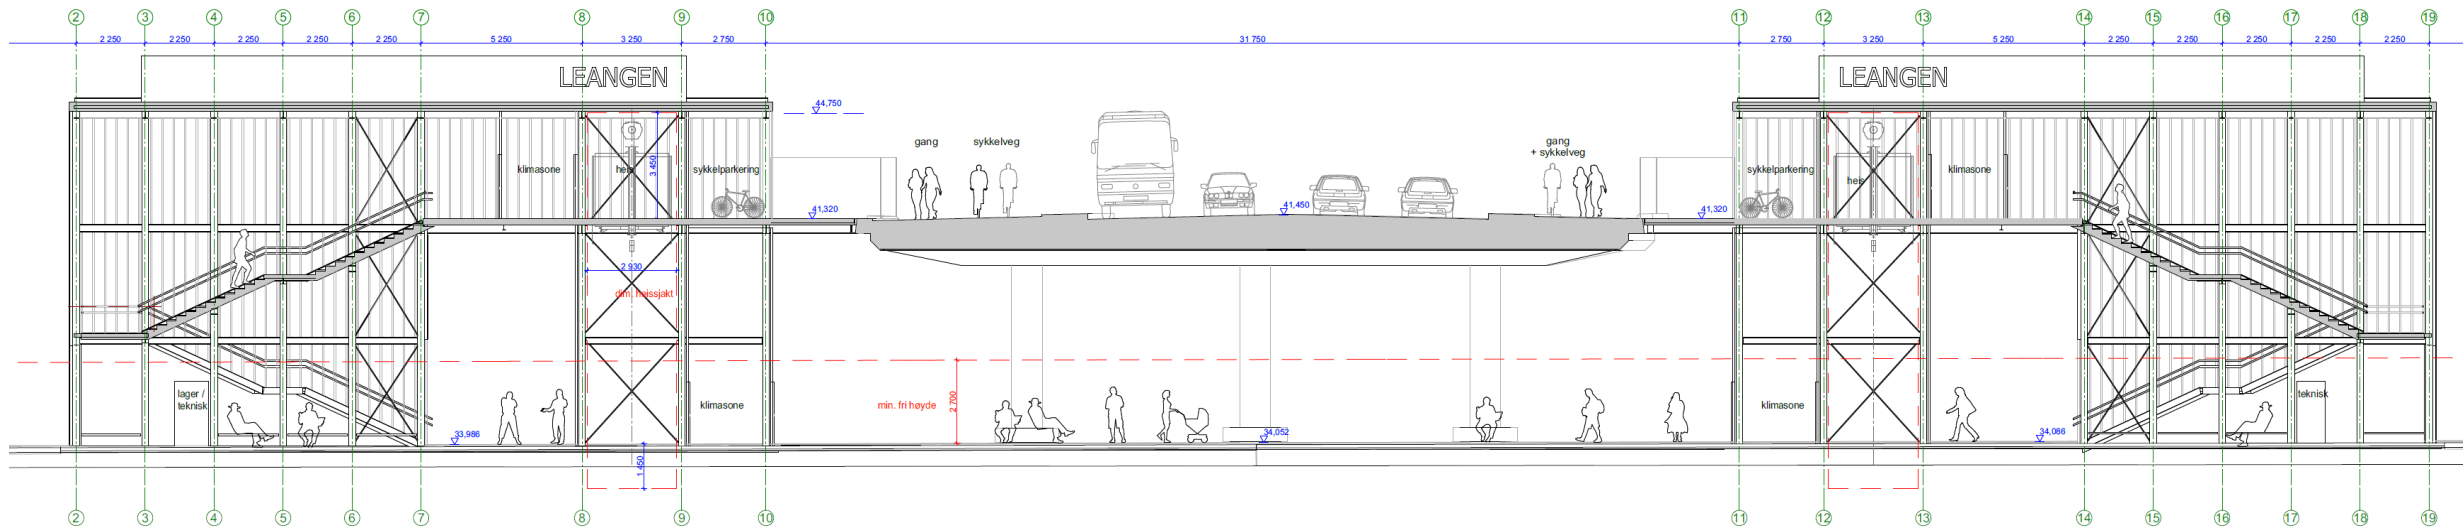 2 3 4 5 6 7 8 9 10 11 12 13 14 15 16 17 18 19
2 250 2 250 2 250 2 250 2 250 5 250 3 250 2 750 31 750 2 750 3 250 5 250 2 250 2 250 2 250 2 250 2 250
LEANGEN LEANGEN
44,750
gang sykkelveg gang
+ sykkelveg
klimasone heis 3 450 sykkelparkering sykkelparkering heis klimasone
41,320 41,450 41,320
2 930
dim. heissjakt
lager /
teknisk
klimasone min. fri høyde 2 700 klimasone teknisk
33,986 34,052 34,086
1 450
2 3 4 5 6 7 8 9 10 11 12 13 14 15 16 17 18 19